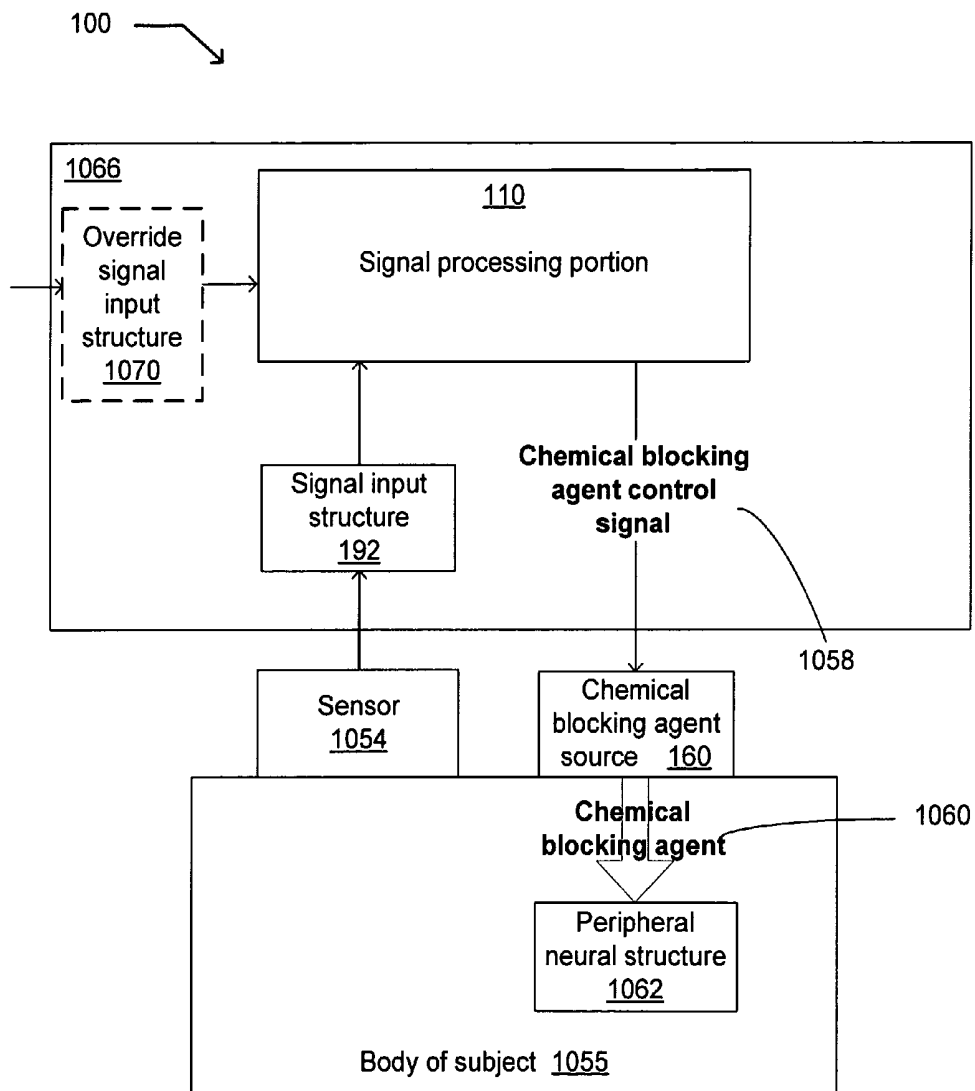 100
1066
110
Signal processing portion
Override
signal
input
structure
1070
Signal input
structure
192
Chemical blocking
agent control
signal
1058
Sensor
1054
Chemical
blocking agent
source 160
Chemical
blocking agent
1060
Peripheral
neural structure
1062
Body of subject 1055